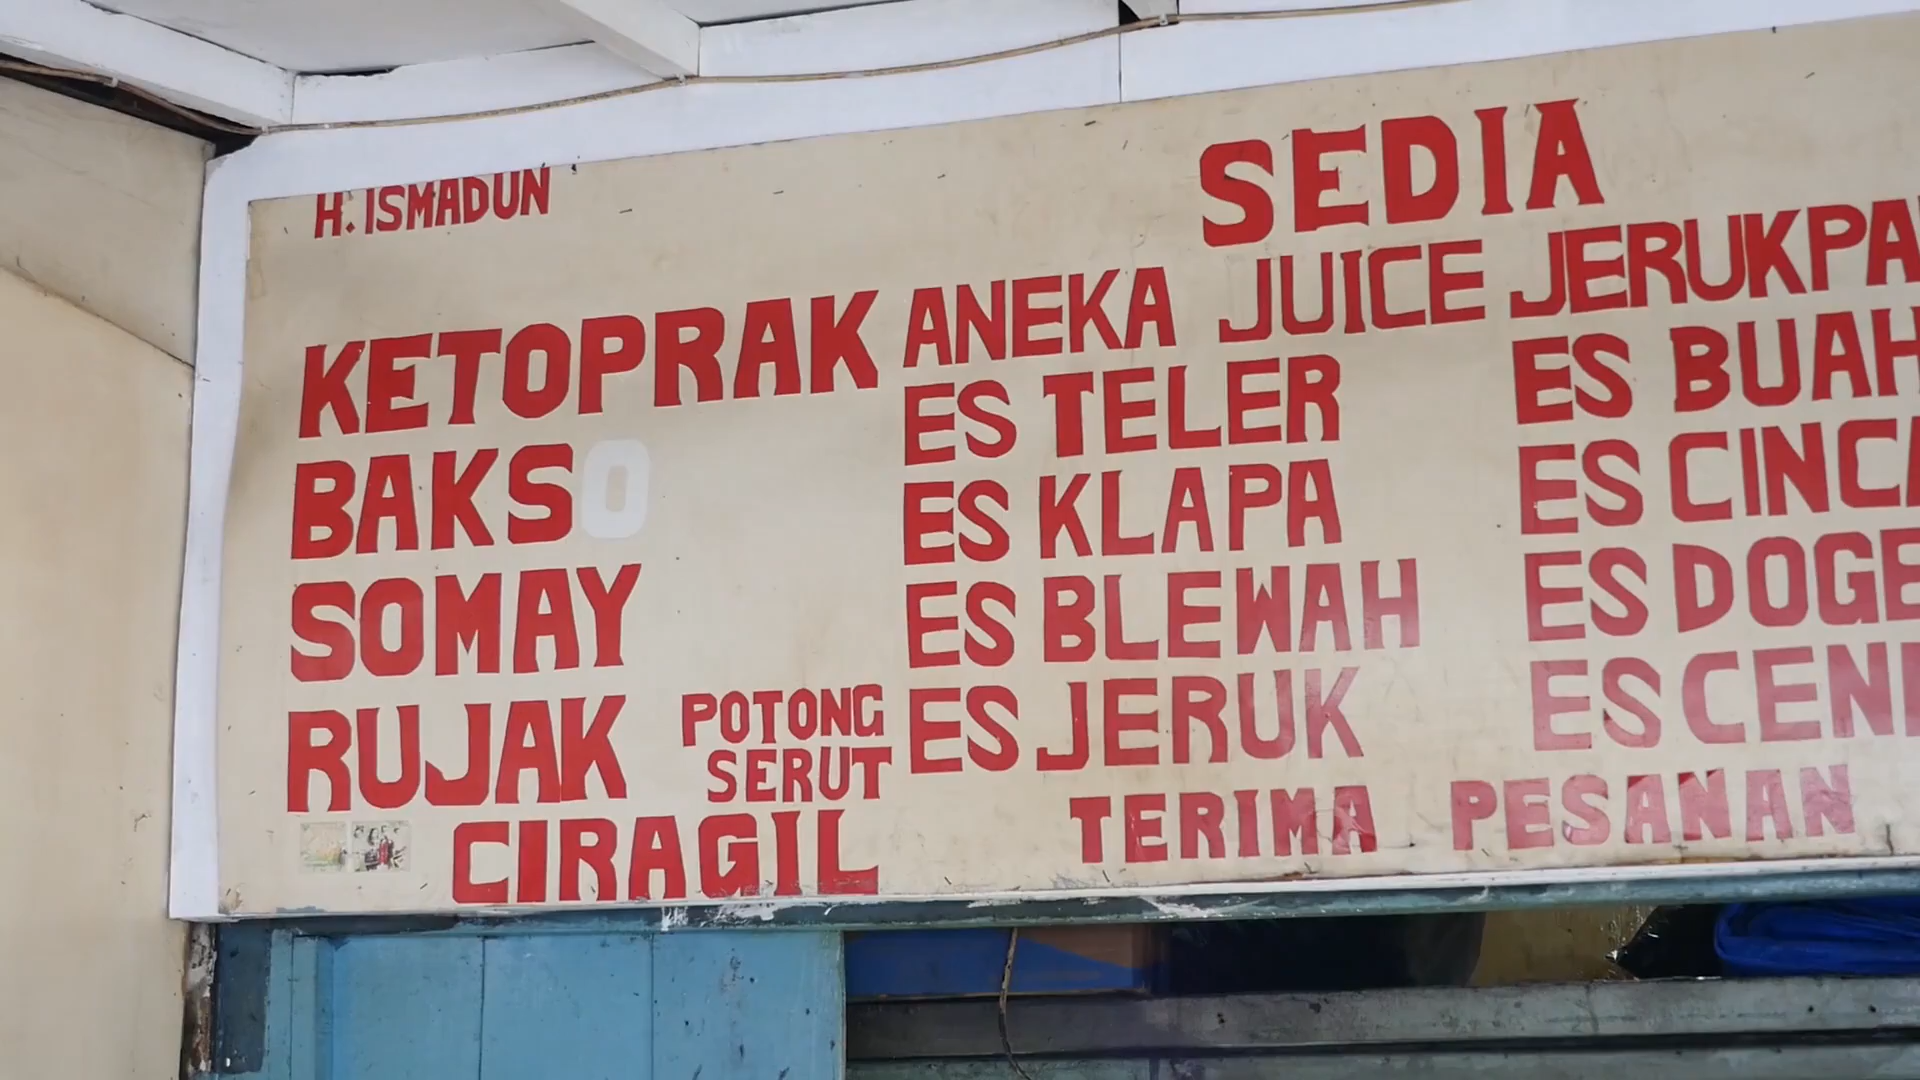 H. ISMADUN
KETOPRAK
BAKSO
SOMAY
RUJAK POTONG SERUT
CIRAGIL
SEDIA
ANEKA JUICE JERUKPA
ES TELER ES BUAH
ES KLAPA ES CINCA
ES BLEWAH ES DOGE
ES JERUK ES CEN
TERIMA PESANAN